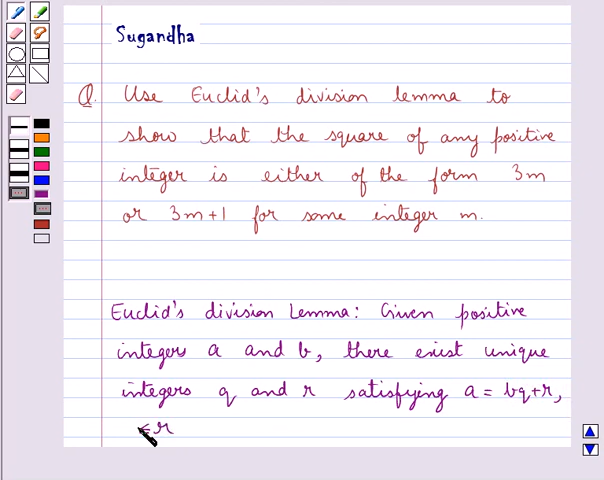 Sugandha
Q. Use Euclid's division lemma to
show that the square of any positive
integer is either of the form 3m
or 3m+1 for some integer m.
Euclid's division Lemma: Given positive
integers a and b, there exist unique
integers q and r satisfying a = bq+r,
≤ r